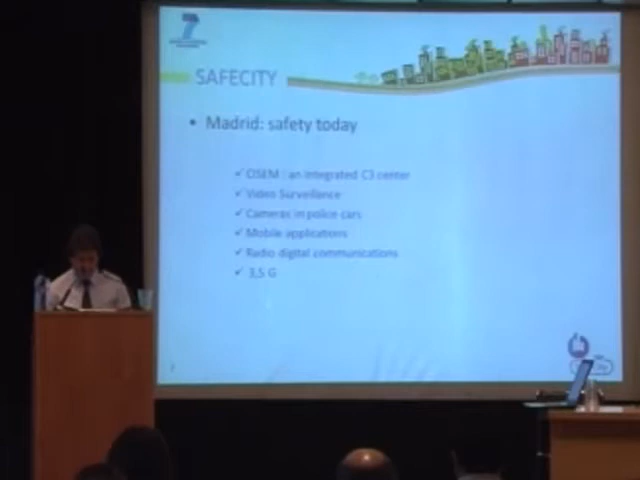 SAFECITY
• Madrid: safety today
✓ CISEM : an integrated C3 center
✓ Video Surveillance
✓ Cameras in police cars
✓ Mobile applications
✓ Radio digital communications
✓ 3,5 G